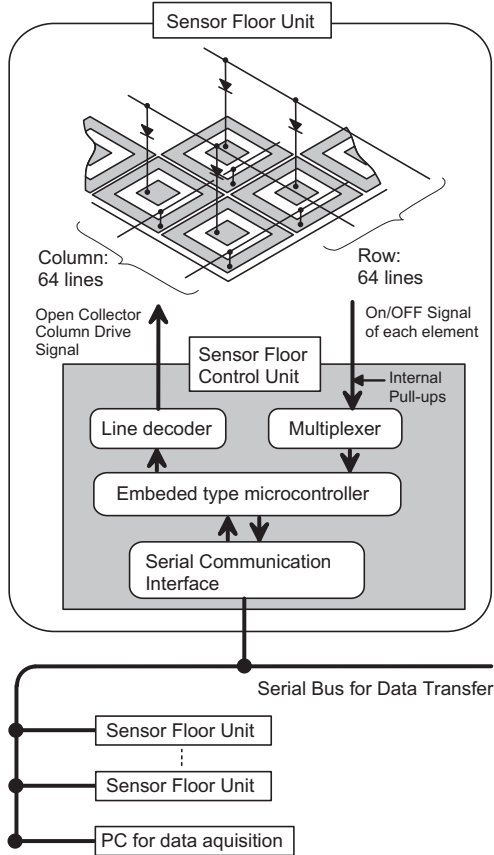 Sensor Floor Unit
Column:
64 lines
Row:
64 lines
Open Collector
Column Drive
Signal
On/OFF Signal
of each element
Sensor Floor
Control Unit
Internal
Pull-ups
Line decoder
Multiplexer
Embeded type microcontroller
Serial Communication
Interface
Serial Bus for Data Transfer
Sensor Floor Unit
Sensor Floor Unit
PC for data aquisition